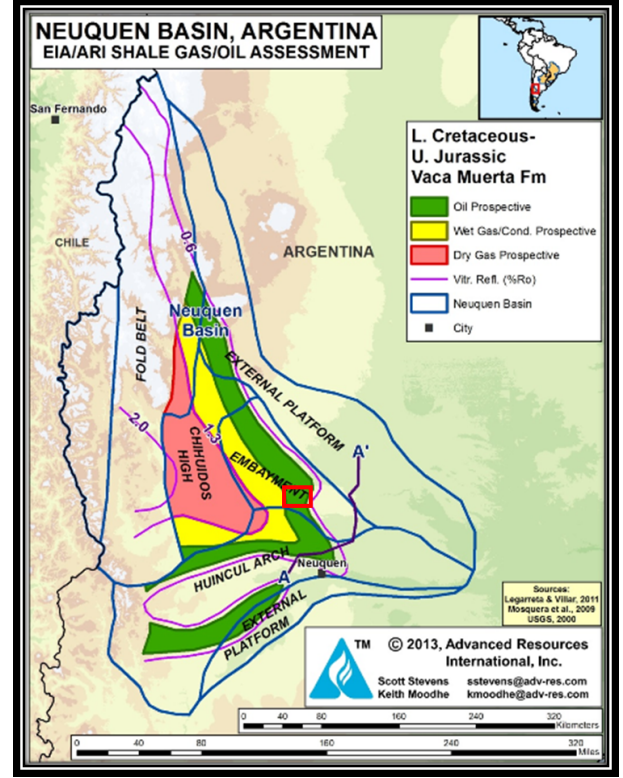 NEUQUEN BASIN, ARGENTINA
EIA/ARI SHALE GAS/OIL ASSESSMENT
San Fernando
L. Cretaceous-
U. Jurassic
Vaca Muerta Fm
Oil Prospective
Wet Gas/Cond. Prospective
Dry Gas Prospective
Vitr. Refl. (%Ro)
Neuquen Basin
City
CHILE
ARGENTINA
0.6
Neuquen
Basin
FOLD BELT
EXTERNAL PLATFORM
2.0
1.3
CHIHUIDOS
HIGH
EMBAYMENT
A'
HUINCUL ARCH
Neuquen
A
EXTERNAL
PLATFORM
Sources:
Legarreta & Villar, 2011
Mosquera et al., 2009
USGS, 2000
TM
© 2013, Advanced Resources
International, Inc.
Scott Stevens sstevens@adv-res.com
Keith Moodhe kmoodhe@adv-res.com
0 40 80 160 240 320
Kilometers
0 40 80 160 240 320
Miles